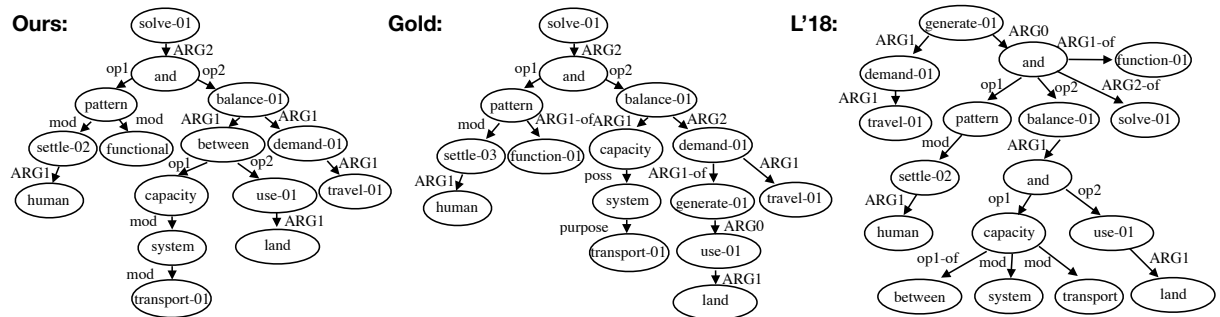 Ours:
solve-01
ARG2
and
op1
op2
pattern
balance-01
mod
mod
ARG1
ARG1
settle-02
functional
between
demand-01
ARG1
op1
op2
ARG1
human
capacity
use-01
travel-01
mod
ARG1
system
land
mod
transport-01
Gold:
solve-01
ARG2
and
op1
op2
pattern
balance-01
mod
ARG1-of
ARG1
ARG2
settle-03
function-01
capacity
demand-01
ARG1
poss
ARG1-of
ARG1
human
system
generate-01
travel-01
purpose
ARG0
transport-01
use-01
ARG1
land
L'18:
generate-01
ARG0
ARG1
ARG1-of
and
function-01
demand-01
op1
op2
ARG2-of
ARG1
travel-01
pattern
balance-01
solve-01
mod
ARG1
settle-02
and
ARG1
op1
op2
human
capacity
use-01
op1-of
mod
mod
ARG1
between
system
transport
land